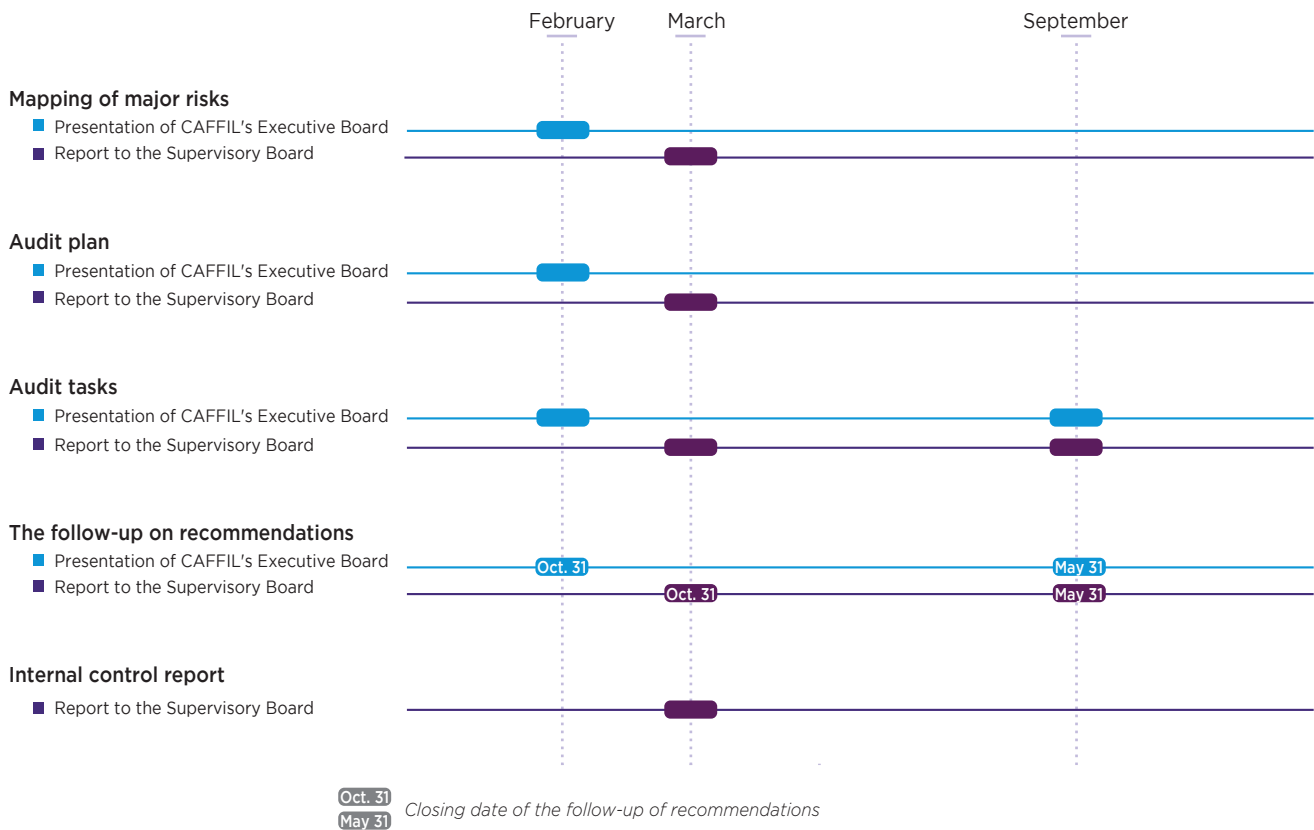 February March September
Mapping of major risks
Presentation of CAFFIL's Executive Board
Report to the Supervisory Board
Audit plan
Presentation of CAFFIL's Executive Board
Report to the Supervisory Board
Audit tasks
Presentation of CAFFIL's Executive Board
Report to the Supervisory Board
The follow-up on recommendations
Presentation of CAFFIL's Executive Board Oct. 31 May 31
Report to the Supervisory Board Oct. 31 May 31
Internal control report
Report to the Supervisory Board
Oct. 31
Closing date of the follow-up of recommendations
May 31